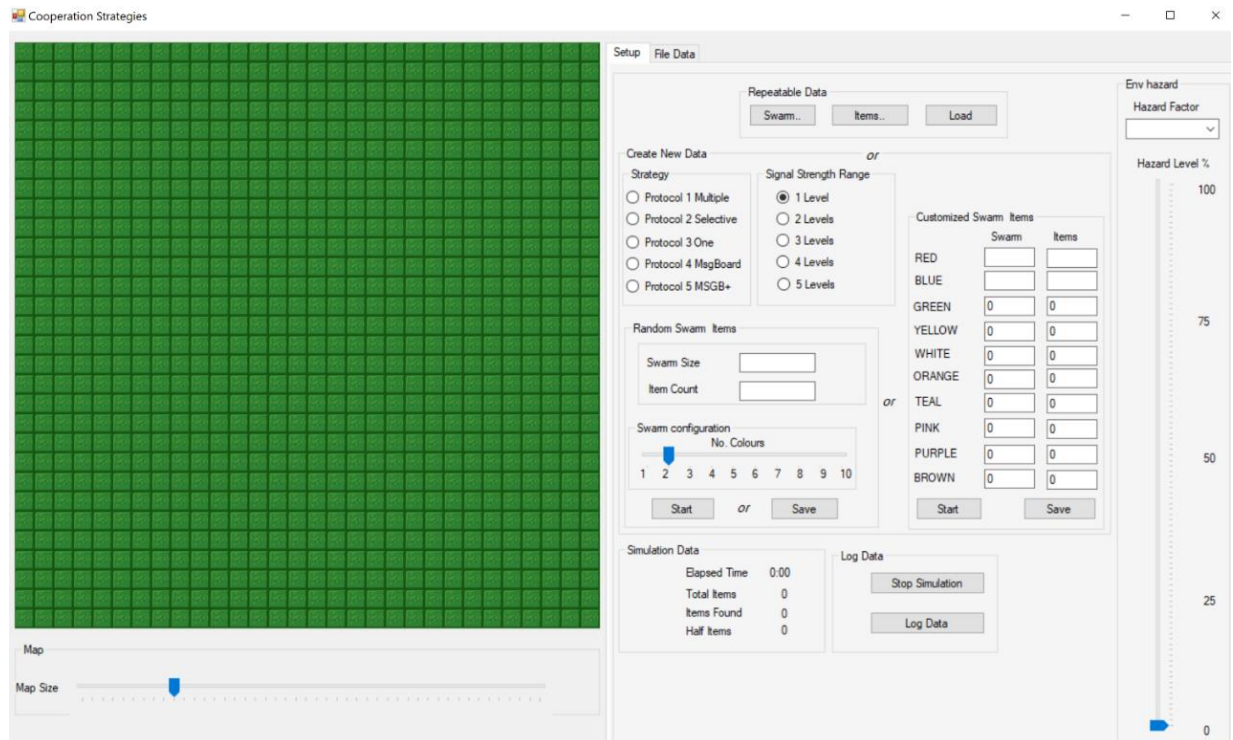 Cooperation Strategies
Setup File Data
Repeatable Data
Swarm.. Items.. Load
or
Create New Data
Strategy
Protocol 1 Multiple
Protocol 2 Selective
Protocol 3 One
Protocol 4 MsgBoard
Protocol 5 MSGB+
Signal Strength Range
1 Level
2 Levels
3 Levels
4 Levels
5 Levels
Random Swarm Items
Swarm Size
Item Count
Swarm configuration
No. Colours
1 2 3 4 5 6 7 8 9 10
Start or Save
or
Customized Swarm Items
Swarm Items
RED
BLUE
GREEN 0 0
YELLOW 0 0
WHITE 0 0
ORANGE 0 0
TEAL 0 0
PINK 0 0
PURPLE 0 0
BROWN 0 0
Start Save
Simulation Data
Elapsed Time 0:00
Total Items 0
Items Found 0
Half Items 0
Log Data
Stop Simulation
Log Data
Env hazard
Hazard Factor
Hazard Level %
100
75
50
25
0
Map
Map Size